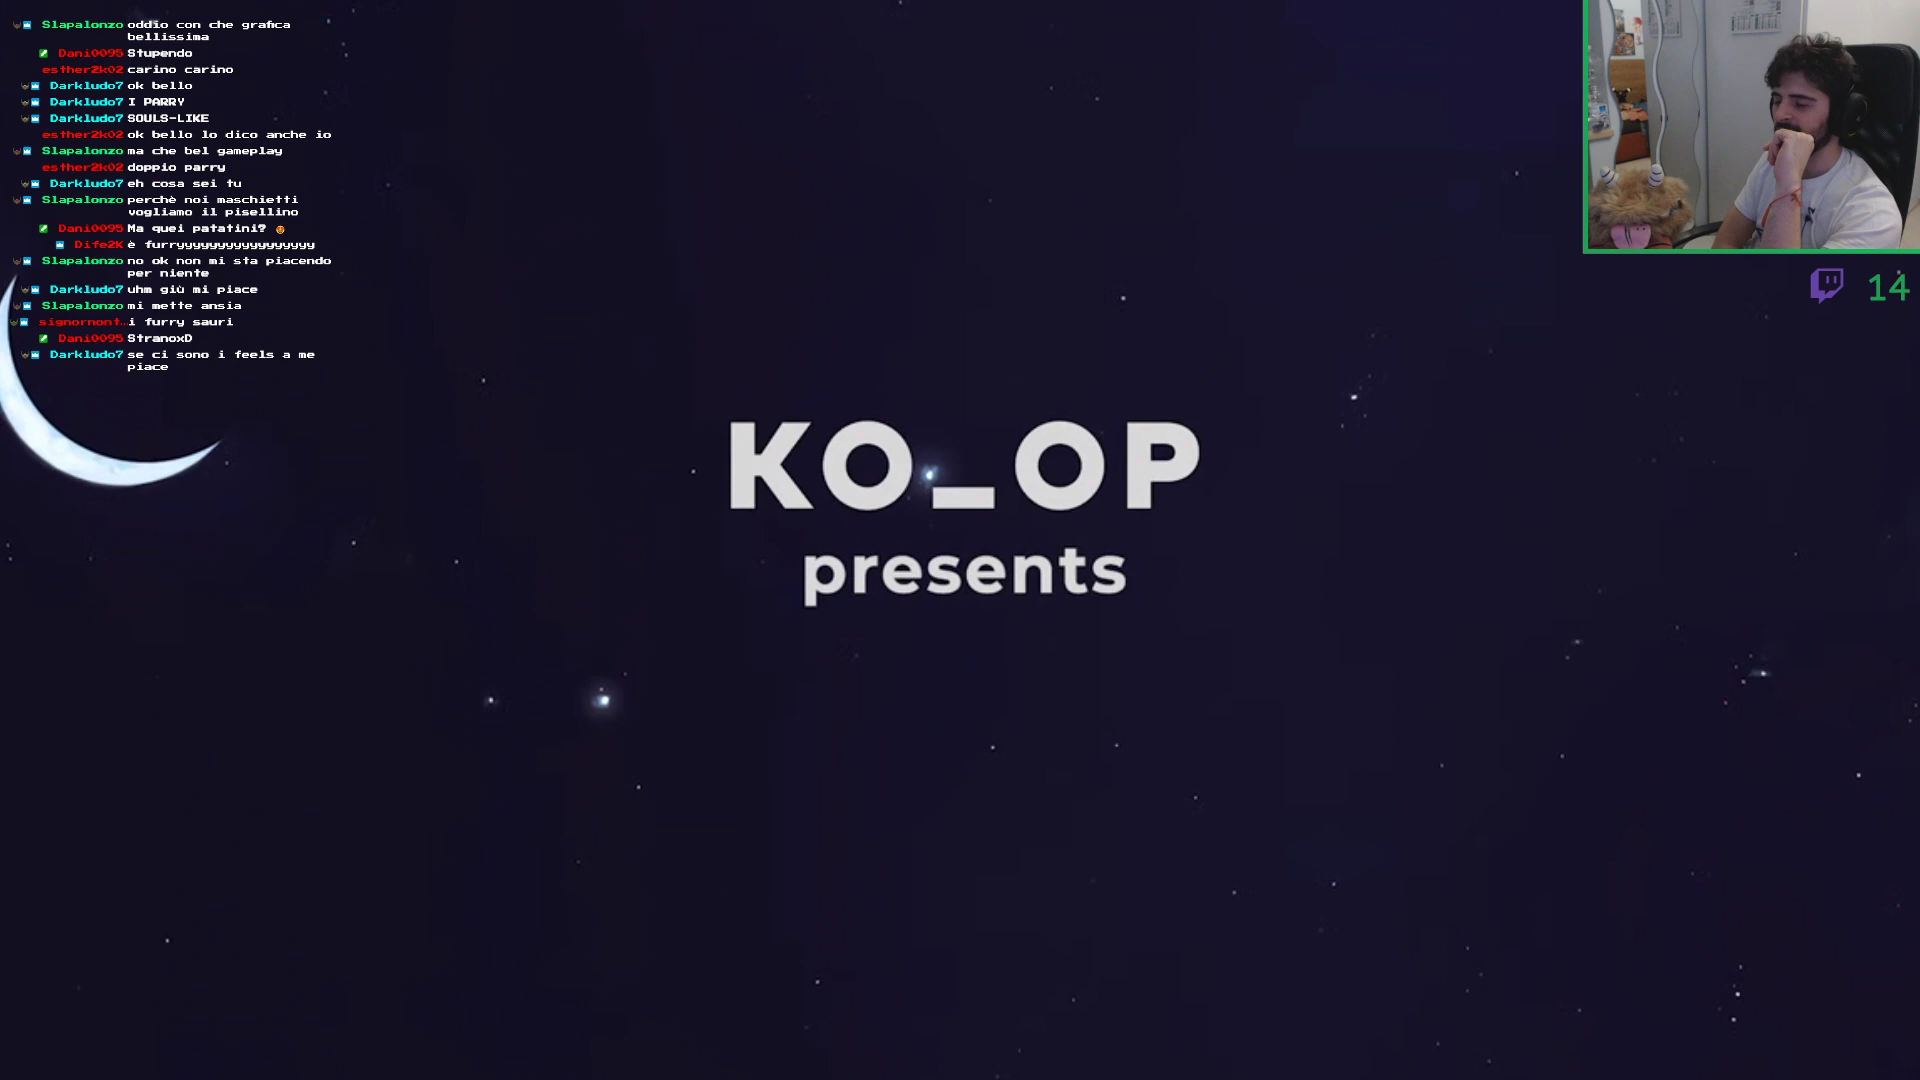 Slapalonzo oddio con che grafica
bellissima
Dani0095 Stupendo
esther2k02 carino carino
Darkludo7 ok bello
Darkludo7 I PARRY
Darkludo7 SOULS-LIKE
esther2k02 ok bello lo dico anche io
Slapalonzo ma che bel gameplay
esther2k02 doppio parry
Darkludo7 eh cosa sei tu
Slapalonzo perchè noi maschietti
vogliamo il pisellino
Dani0095 Ma quei patatini?
Dife2K è furryyyyyyyyyyyyyyyyy
Slapalonzo no ok non mi sta piacendo
per niente
Darkludo7 uhm giù mi piace
Slapalonzo mi mette ansia
signornont… i furry sauri
Dani0095 StranoxD
Darkludo7 se ci sono i feels a me
piace
14
KO_OP
presents